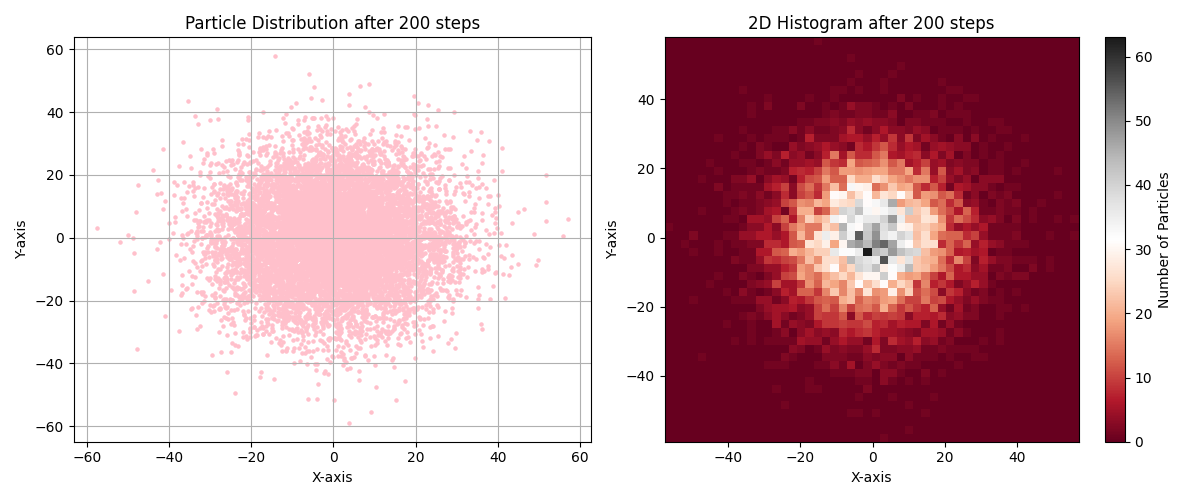 Particle Distribution after 200 steps
60
40
20
0
−20
−40
−60
Y-axis
−60 −40 −20 0 20 40 60
X-axis
2D Histogram after 200 steps
40
20
0
−20
−40
Y-axis
−40 −20 0 20 40
X-axis
60
50
40
30
20
10
0
Number of Particles